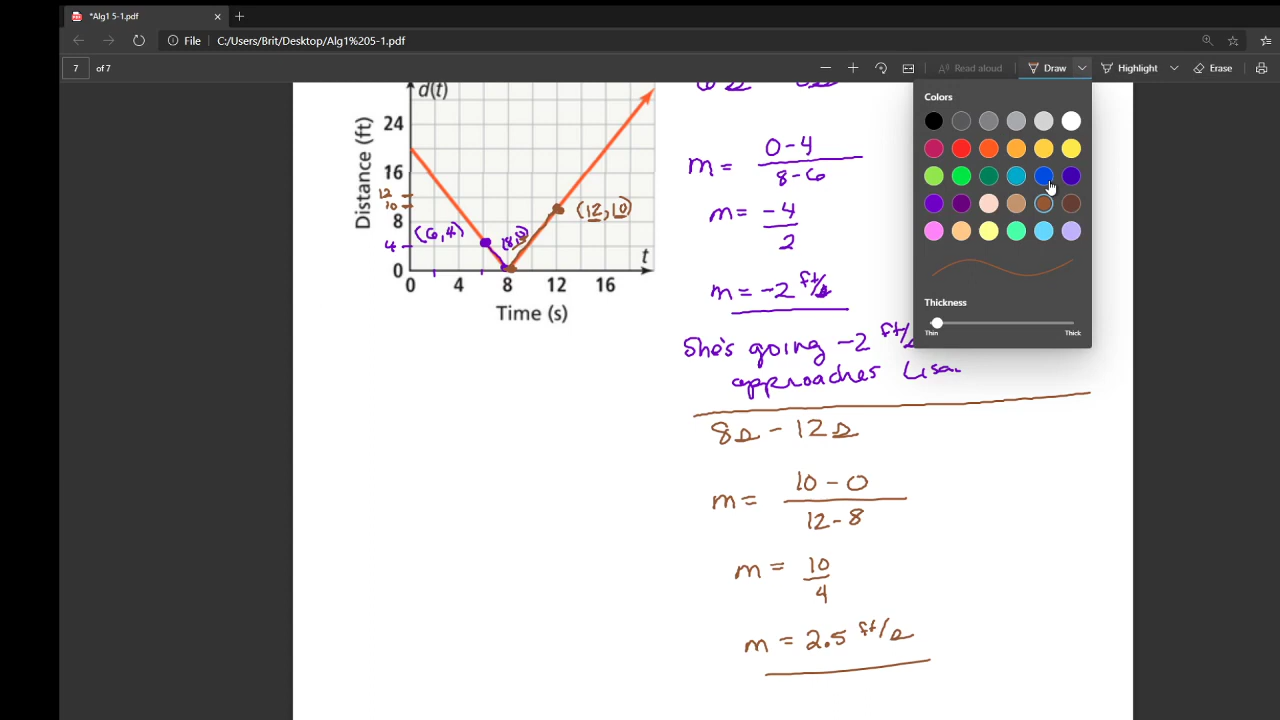 *Alg1 5-1.pdf
File C:/Users/Brit/Desktop/Alg1%205-1.pdf
7 of 7
Read aloud
Draw
Highlight
Erase
Colors
Thickness
Thin Thick
d(t)
Distance (ft)
24
16
12
10
8
4
0
0 4 8 12 16
t
Time (s)
(6,4)
(12,10)
m = 0-4
8-6
m = -4
2
m = -2 ft/s
She's going -2 ft/s
approaches Lisa.
8s - 12s
m = 10 - 0
12 - 8
m = 10
4
m = 2.5 ft/s